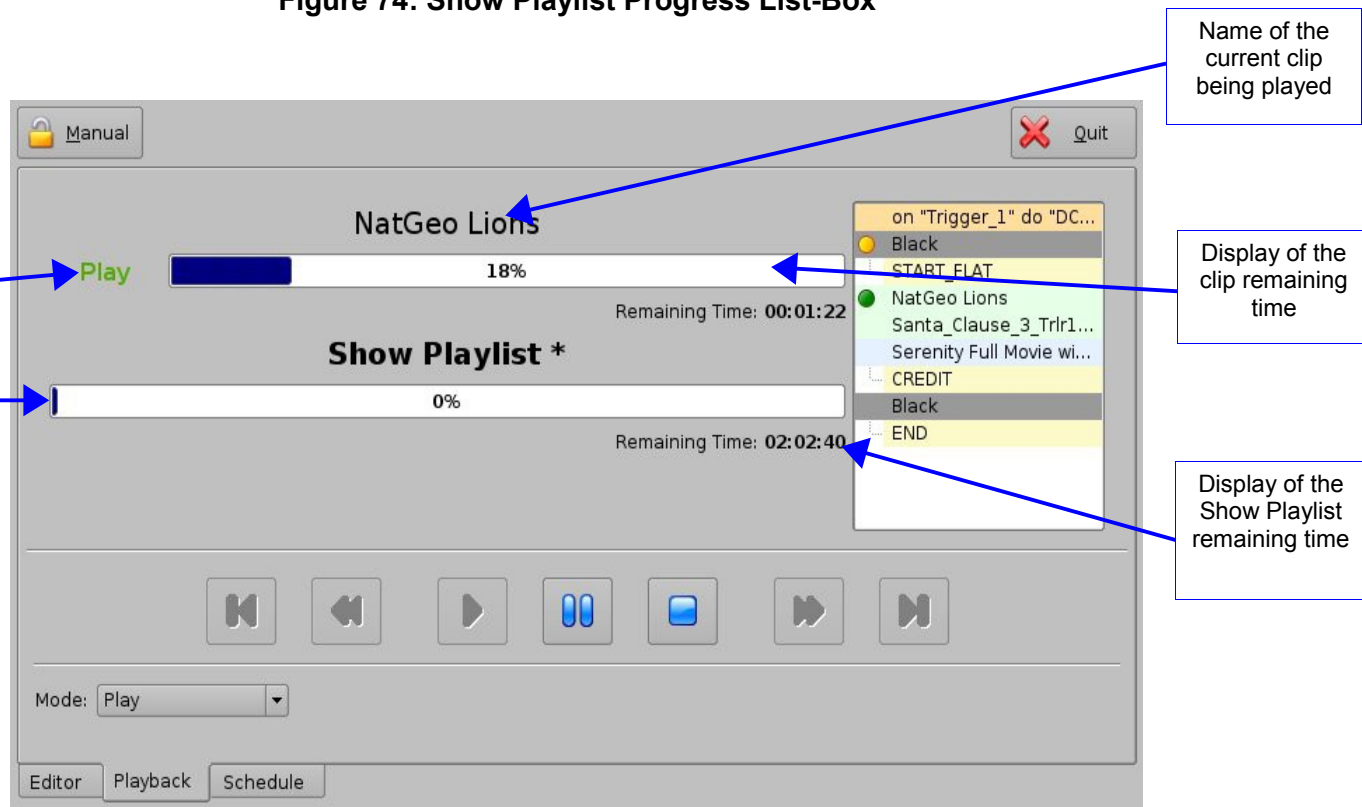 Figure 74: Show Playlist Progress List-Box
Name of the
current clip
being played
Manual
Quit
NatGeo Lions
Play
18%
Remaining Time: 00:01:22
Show Playlist *
0%
Remaining Time: 02:02:40
on "Trigger_1" do "DC...
Black
START_FLAT
NatGeo Lions
Santa_Clause_3_Trlr1...
Serenity Full Movie wi...
CREDIT
Black
END
Display of the
clip remaining
time
Display of the
Show Playlist
remaining time
Mode: Play
Editor Playback Schedule